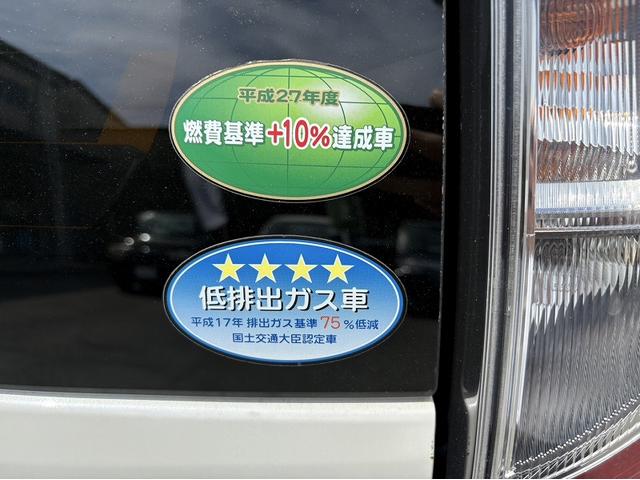 平成27年度
燃費基準+10%達成車
★★★★
低排出ガス車
平成17年 排出ガス基準 75%低減
国土交通大臣認定車